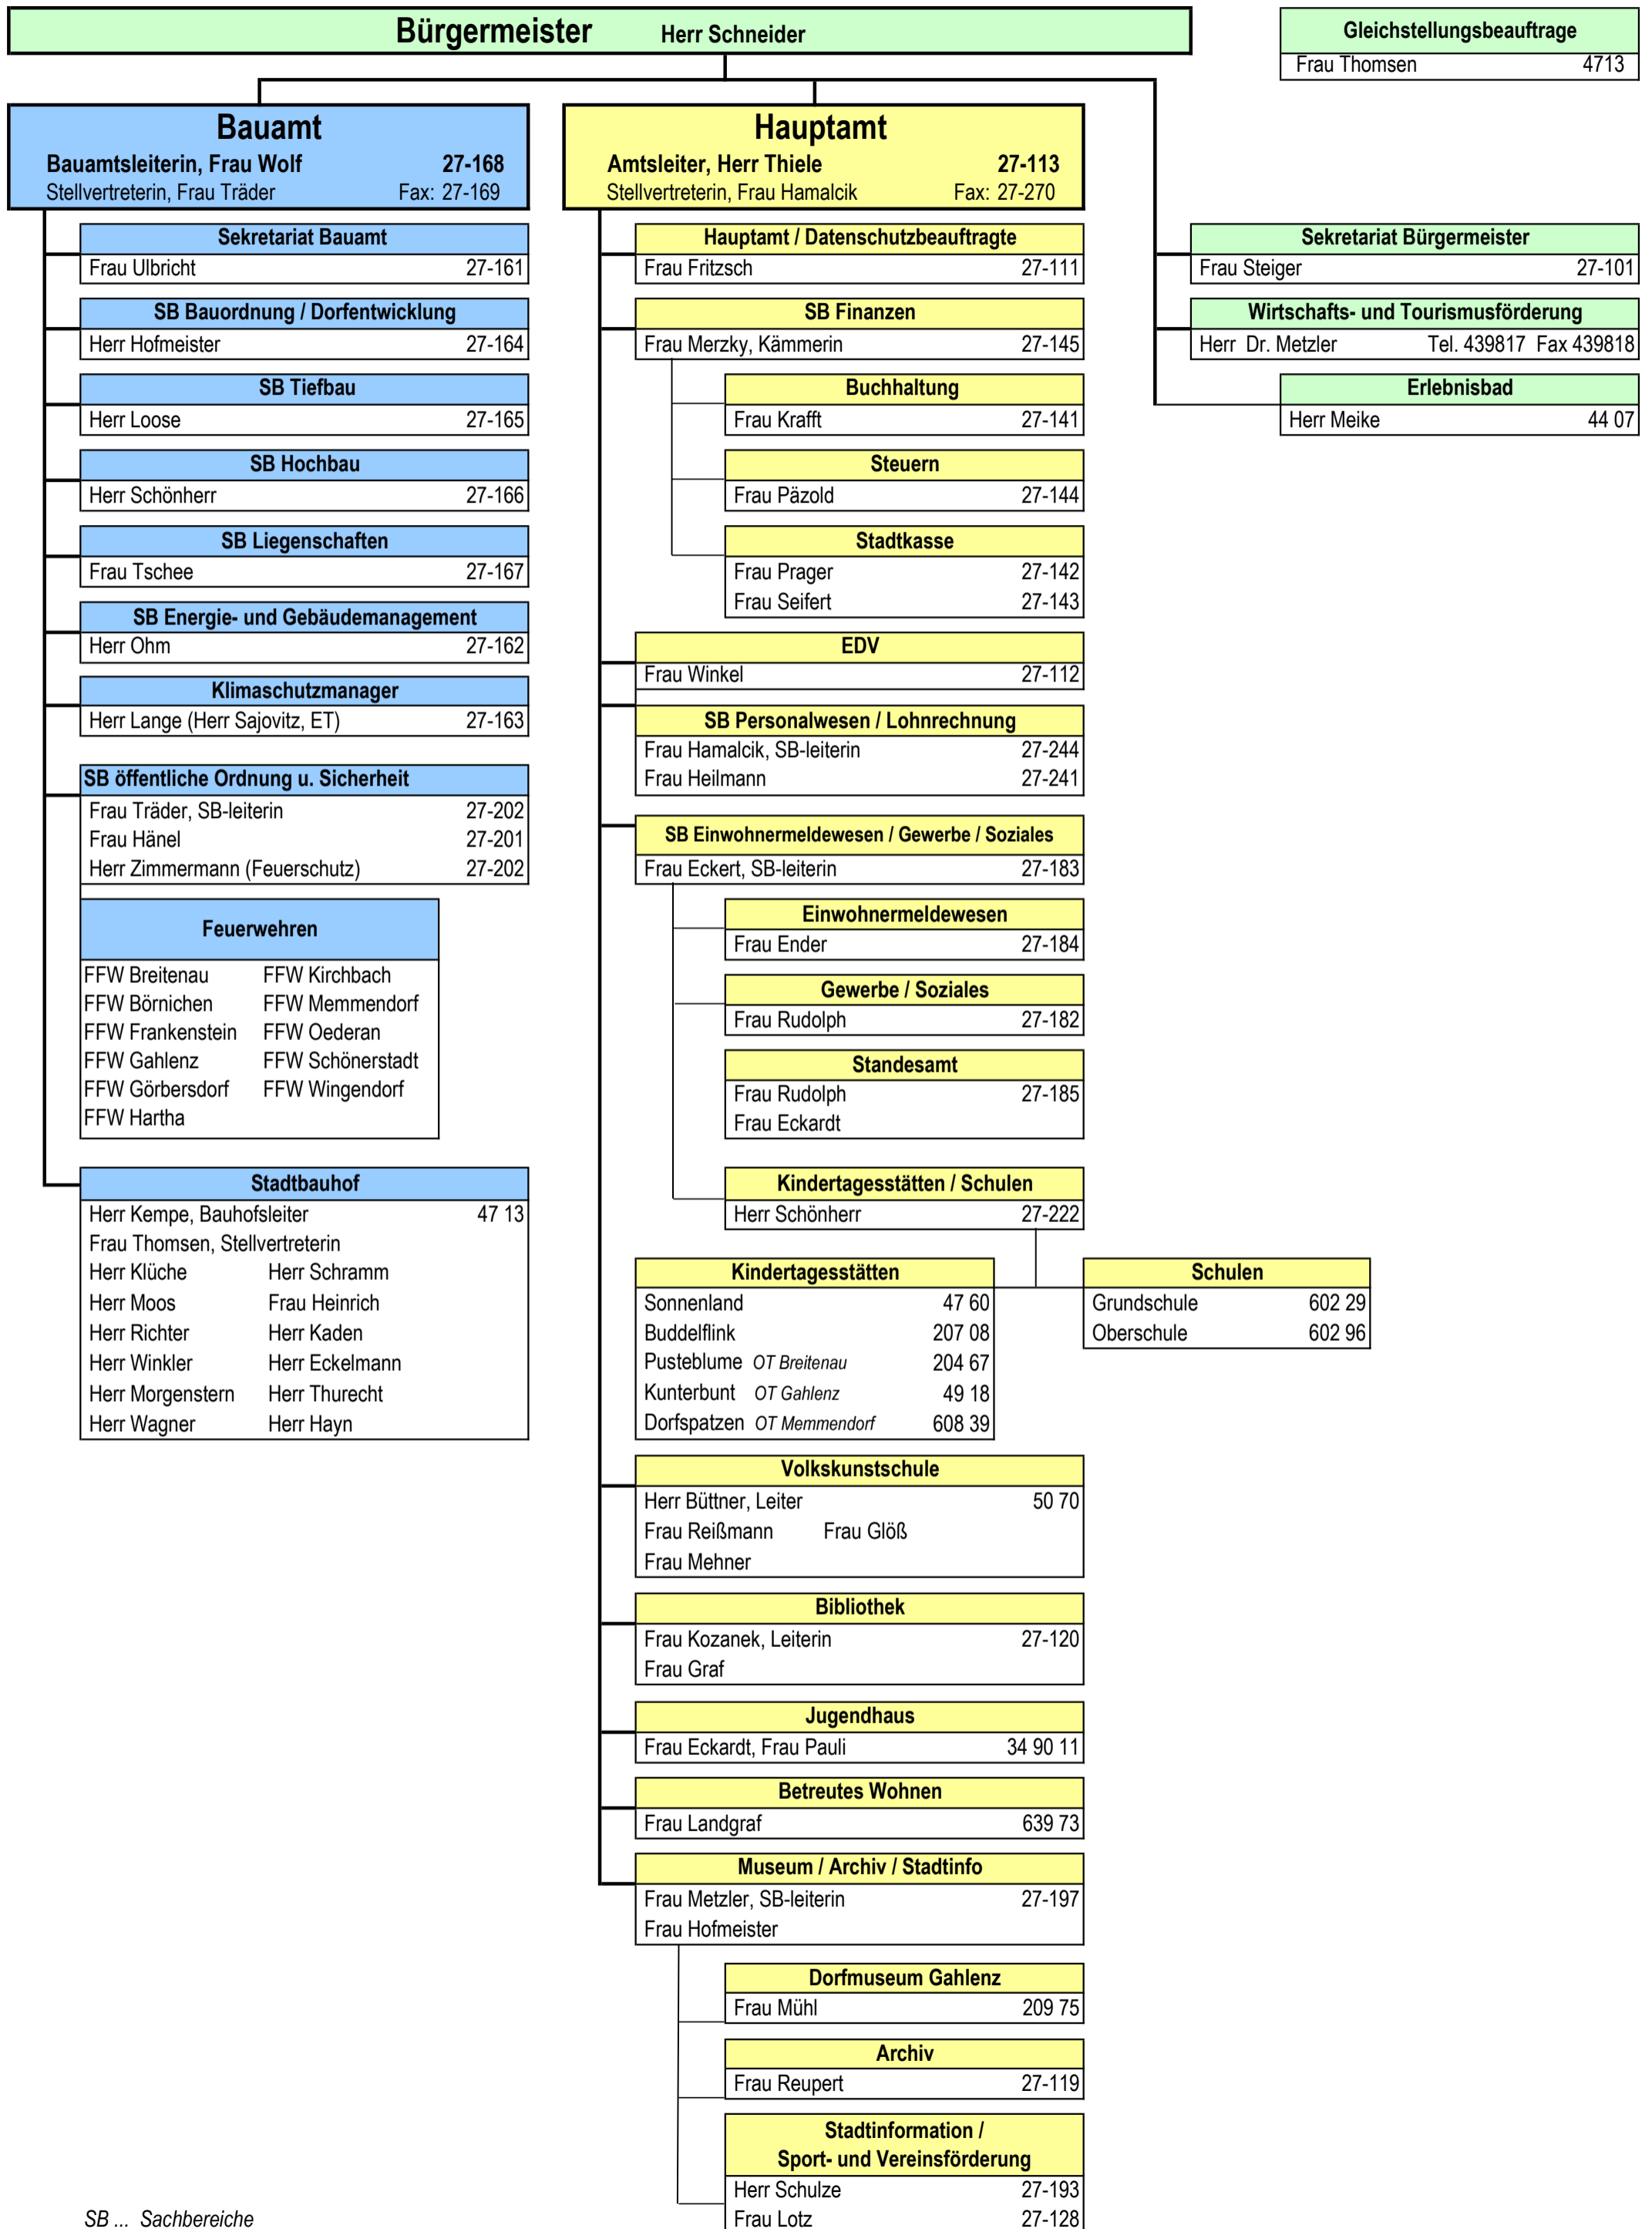 Bürgermeister Herr Schneider
Gleichstellungsbeauftrage
Frau Thomsen 4713
Bauamt
Bauamtsleiterin, Frau Wolf 27-168
Stellvertreterin, Frau Träder Fax: 27-169
Sekretariat Bauamt
Frau Ulbricht 27-161
SB Bauordnung / Dorfentwicklung
Herr Hofmeister 27-164
SB Tiefbau
Herr Loose 27-165
SB Hochbau
Herr Schönherr 27-166
SB Liegenschaften
Frau Tschee 27-167
SB Energie- und Gebäudemanagement
Herr Ohm 27-162
Klimaschutzmanager
Herr Lange (Herr Sajovitz, ET) 27-163
SB öffentliche Ordnung u. Sicherheit
Frau Träder, SB-leiterin 27-202
Frau Hänel 27-201
Herr Zimmermann (Feuerschutz) 27-202
Feuerwehren
FFW Breitenau FFW Kirchbach
FFW Börnichen FFW Memmendorf
FFW Frankenstein FFW Oederan
FFW Gahlenz FFW Schönerstadt
FFW Görbersdorf FFW Wingendorf
FFW Hartha
Stadtbauhof
Herr Kempe, Bauhofsleiter 47 13
Frau Thomsen, Stellvertreterin
Herr Klüche Herr Schramm
Herr Moos Frau Heinrich
Herr Richter Herr Kaden
Herr Winkler Herr Eckelmann
Herr Morgenstern Herr Thurecht
Herr Wagner Herr Hayn
Hauptamt
Amtsleiter, Herr Thiele 27-113
Stellvertreterin, Frau Hamalcik Fax: 27-270
Hauptamt / Datenschutzbeauftragte
Frau Fritzsch 27-111
SB Finanzen
Frau Merzky, Kämmerin 27-145
Buchhaltung
Frau Krafft 27-141
Steuern
Frau Päzold 27-144
Stadtkasse
Frau Prager 27-142
Frau Seifert 27-143
EDV
Frau Winkel 27-112
SB Personalwesen / Lohnrechnung
Frau Hamalcik, SB-leiterin 27-244
Frau Heilmann 27-241
SB Einwohnermeldewesen / Gewerbe / Soziales
Frau Eckert, SB-leiterin 27-183
Einwohnermeldewesen
Frau Ender 27-184
Gewerbe / Soziales
Frau Rudolph 27-182
Standesamt
Frau Rudolph 27-185
Frau Eckardt
Kindertagesstätten / Schulen
Herr Schönherr 27-222
Kindertagesstätten
Sonnenland 47 60
Buddelflink 207 08
Pusteblume OT Breitenau 204 67
Kunterbunt OT Gahlenz 49 18
Dorfspatzen OT Memmendorf 608 39
Schulen
Grundschule 602 29
Oberschule 602 96
Volkskunstschule
Herr Büttner, Leiter 50 70
Frau Reißmann Frau Glöß
Frau Mehner
Bibliothek
Frau Kozanek, Leiterin 27-120
Frau Graf
Jugendhaus
Frau Eckardt, Frau Pauli 34 90 11
Betreutes Wohnen
Frau Landgraf 639 73
Museum / Archiv / Stadtinfo
Frau Metzler, SB-leiterin 27-197
Frau Hofmeister
Dorfmuseum Gahlenz
Frau Mühl 209 75
Archiv
Frau Reupert 27-119
Stadtinformation /
Sport- und Vereinsförderung
Herr Schulze 27-193
Frau Lotz 27-128
Sekretariat Bürgermeister
Frau Steiger 27-101
Wirtschafts- und Tourismusförderung
Herr Dr. Metzler Tel. 439817 Fax 439818
Erlebnisbad
Herr Meike 44 07
SB ... Sachbereiche